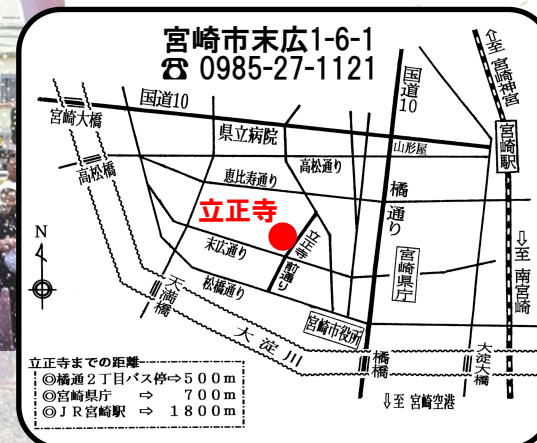 宮崎市末広1-6-1
☎ 0985-27-1121
⇧至 宮崎神宮
国道10
国道10
宮崎大橋
県立病院
山形屋
宮崎駅
高松橋
高松通り
恵比寿通り
橘通り
立正寺
立正寺前通り
末広通り
宮崎県庁
⇩至 南宮崎
N
松橋通り
天満橋
宮崎市役所
大淀川
橘橋
大淀大橋
⇩至 宮崎空港
立正寺までの距離
◎橘通2丁目バス停⇨500m
◎宮崎県庁 ⇨ 700m
◎JR宮崎駅 ⇨ 1800m